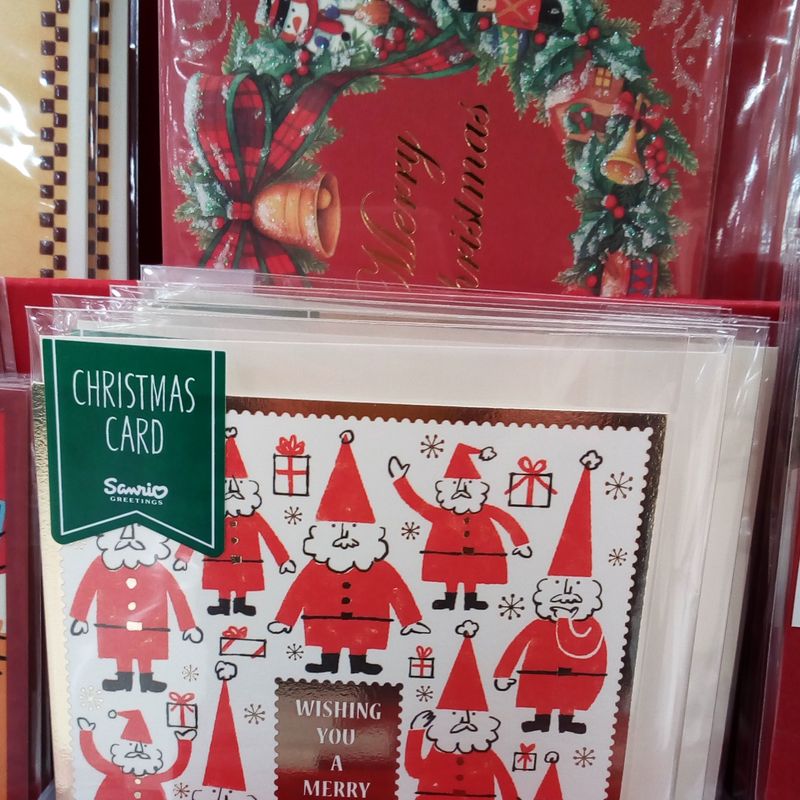 Merry
Christmas
CHRISTMAS
CARD
Sanrio
GREETINGS
WISHING
YOU
A
MERRY